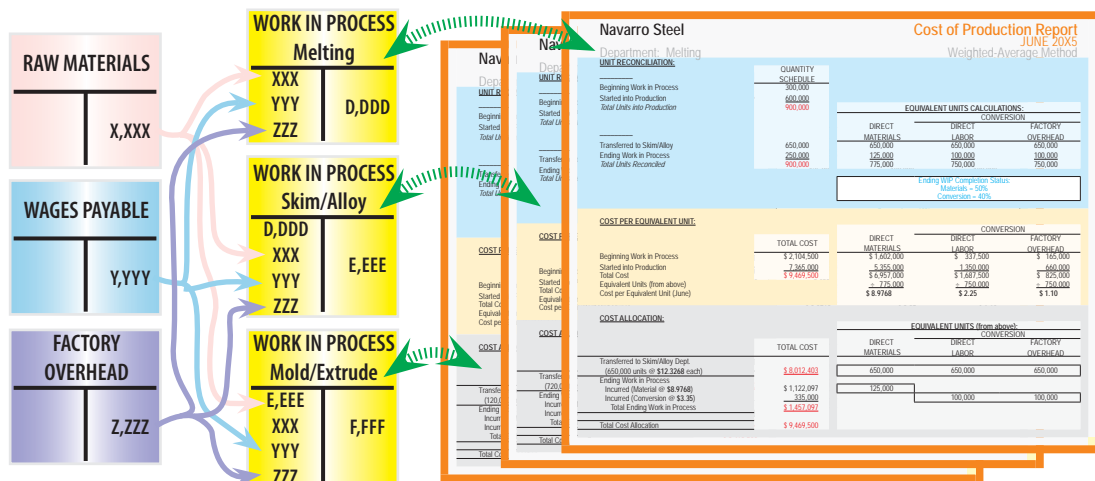 RAW MATERIALS
X,XXX
WAGES PAYABLE
Y,YYY
FACTORY
OVERHEAD
Z,ZZZ
WORK IN PROCESS
Melting
XXX
YYY
ZZZ
D,DDD
WORK IN PROCESS
Skim/Alloy
D,DDD
XXX
YYY
ZZZ
E,EEE
WORK IN PROCESS
Mold/Extrude
E,EEE
XXX
YYY
ZZZ
F,FFF
Navarro Steel
Cost of Production Report
JUNE 20X5
Department: Melting
Weighted-Average Method
UNIT RECONCILIATION:
QUANTITY
SCHEDULE
Beginning Work in Process 300,000
Started into Production 600,000
Total Units into Production 900,000
EQUIVALENT UNITS CALCULATIONS:
CONVERSION
DIRECT DIRECT FACTORY
MATERIALS LABOR OVERHEAD
Transferred to Skim/Alloy 650,000 650,000 650,000 650,000
Ending Work in Process 250,000 125,000 100,000 100,000
Total Units Reconciled 900,000 775,000 750,000 750,000
Ending WIP Completion Status:
Materials = 50%
Conversion = 40%
COST PER EQUIVALENT UNIT:
CONVERSION
TOTAL COST DIRECT DIRECT FACTORY
MATERIALS LABOR OVERHEAD
Beginning Work in Process $ 2,104,500 $ 1,602,000 $ 337,500 $ 165,000
Started into Production 7,365,000 5,355,000 1,350,000 660,000
Total Cost $ 9,469,500 $ 6,957,000 $ 1,687,500 $ 825,000
Equivalent Units (from above) ÷ 775,000 ÷ 750,000 ÷ 750,000
Cost per Equivalent Unit (June) $ 8.9768 $ 2.25 $ 1.10
COST ALLOCATION:
EQUIVALENT UNITS (from above):
CONVERSION
TOTAL COST DIRECT DIRECT FACTORY
MATERIALS LABOR OVERHEAD
Transferred to Skim/Alloy Dept.
(650,000 units @ $12.3268 each) $ 8,012,403 650,000 650,000 650,000
Ending Work in Process
Incurred (Material @ $8.9768) $ 1,122,097 125,000
Incurred (Conversion @ $3.35) 335,000 100,000 100,000
Total Ending Work in Process $ 1,457,097
Total Cost Allocation $ 9,469,500